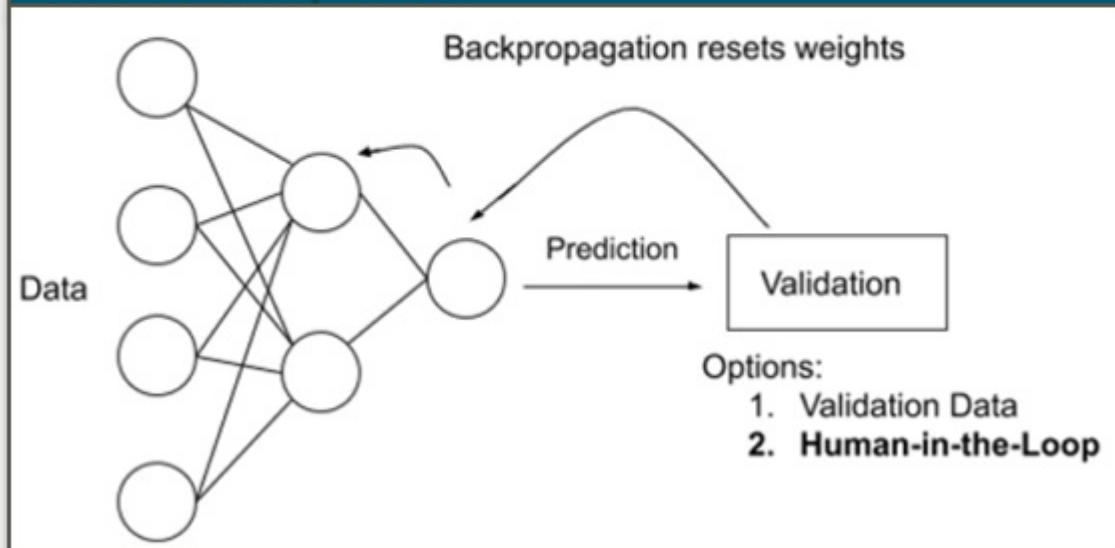 Backpropagation resets weights
Data
Prediction
Validation
Options:
1. Validation Data
2. Human-in-the-Loop